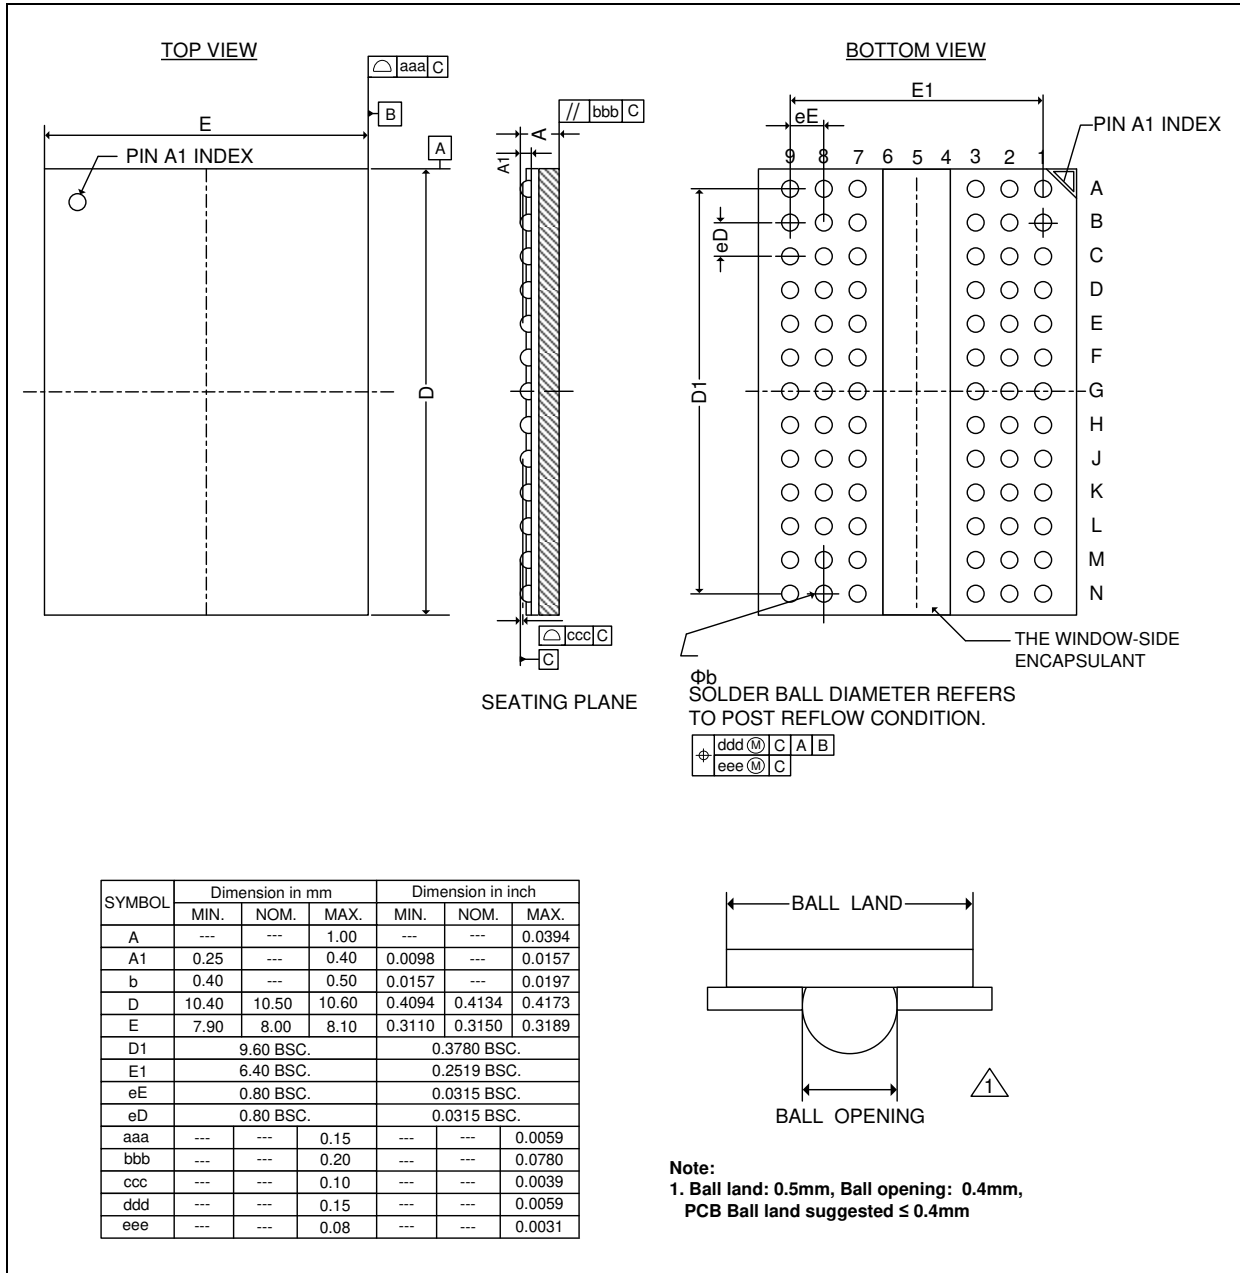 TOP VIEW
aaa C
B
E
A
PIN A1 INDEX
D
// bbb C
A
A1
ccc C
C
SEATING PLANE
BOTTOM VIEW
E1
eE
PIN A1 INDEX
9 8 7 6 5 4 3 2 1
A
B
C
D
E
F
G
H
J
K
L
M
N
eD
D1
THE WINDOW-SIDE
ENCAPSULANT
Φb
SOLDER BALL DIAMETER REFERS
TO POST REFLOW CONDITION.
⌖ ddd Ⓜ C A B
eee Ⓜ C
SYMBOL Dimension in mm Dimension in inch
MIN. NOM. MAX. MIN. NOM. MAX.
A --- --- 1.00 --- --- 0.0394
A1 0.25 --- 0.40 0.0098 --- 0.0157
b 0.40 --- 0.50 0.0157 --- 0.0197
D 10.40 10.50 10.60 0.4094 0.4134 0.4173
E 7.90 8.00 8.10 0.3110 0.3150 0.3189
D1 9.60 BSC. 0.3780 BSC.
E1 6.40 BSC. 0.2519 BSC.
eE 0.80 BSC. 0.0315 BSC.
eD 0.80 BSC. 0.0315 BSC.
aaa --- --- 0.15 --- --- 0.0059
bbb --- --- 0.20 --- --- 0.0780
ccc --- --- 0.10 --- --- 0.0039
ddd --- --- 0.15 --- --- 0.0059
eee --- --- 0.08 --- --- 0.0031
BALL LAND
1
BALL OPENING
Note:
1. Ball land: 0.5mm, Ball opening: 0.4mm,
PCB Ball land suggested ≤ 0.4mm